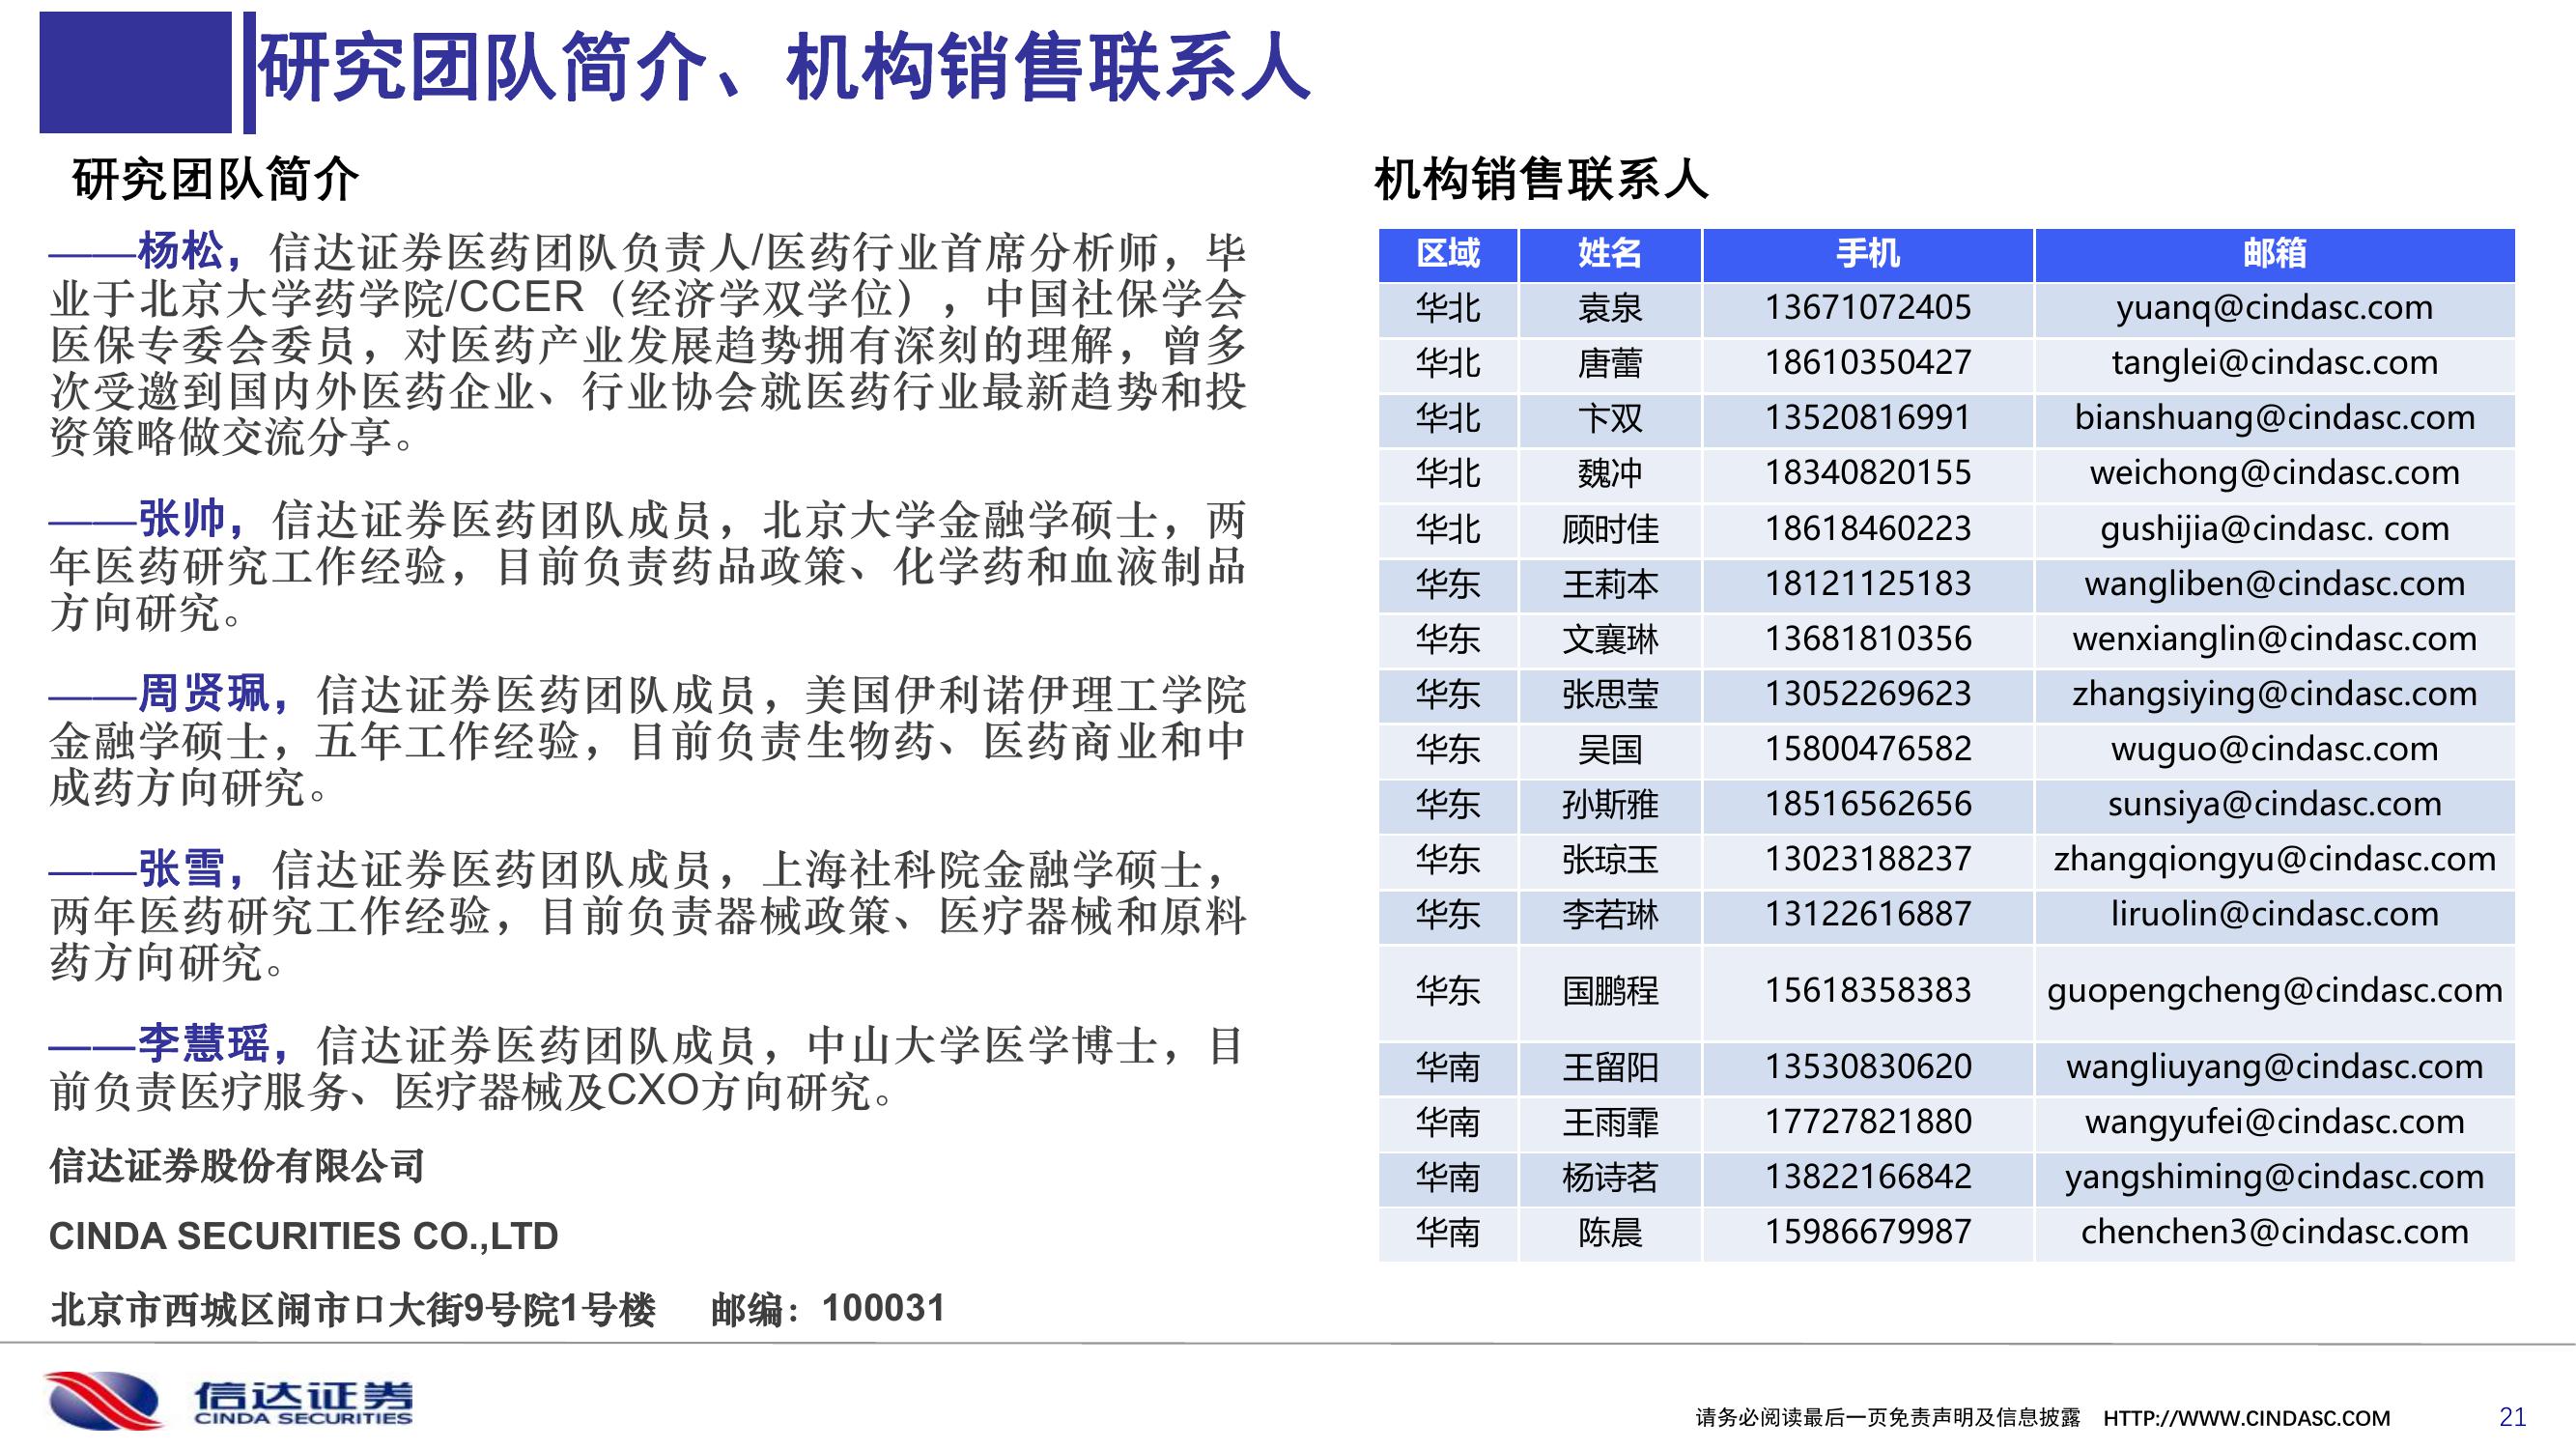 研究团队简介、机构销售联系人
研究团队简介
——杨松，信达证券医药团队负责人/医药行业首席分析师，毕
业于北京大学药学院/CCER（经济学双学位），中国社保学会
医保专委会委员，对医药产业发展趋势拥有深刻的理解，曾多
次受邀到国内外医药企业、行业协会就医药行业最新趋势和投
资策略做交流分享。
——张帅，信达证券医药团队成员，北京大学金融学硕士，两
年医药研究工作经验，目前负责药品政策、化学药和血液制品
方向研究。
——周贤珮，信达证券医药团队成员，美国伊利诺伊理工学院
金融学硕士，五年工作经验，目前负责生物药、医药商业和中
成药方向研究。
——张雪，信达证券医药团队成员，上海社科院金融学硕士，
两年医药研究工作经验，目前负责器械政策、医疗器械和原料
药方向研究。
——李慧瑶，信达证券医药团队成员，中山大学医学博士，目
前负责医疗服务、医疗器械及CXO方向研究。
信达证券股份有限公司
CINDA SECURITIES CO.,LTD
北京市西城区闹市口大街9号院1号楼 邮编：100031
机构销售联系人
区域 姓名 手机 邮箱
华北 袁泉 13671072405 yuanq@cindasc.com
华北 唐蕾 18610350427 tanglei@cindasc.com
华北 卞双 13520816991 bianshuang@cindasc.com
华北 魏冲 18340820155 weichong@cindasc.com
华北 顾时佳 18618460223 gushijia@cindasc. com
华东 王莉本 18121125183 wangliben@cindasc.com
华东 文襄琳 13681810356 wenxianglin@cindasc.com
华东 张思莹 13052269623 zhangsiying@cindasc.com
华东 吴国 15800476582 wuguo@cindasc.com
华东 孙斯雅 18516562656 sunsiya@cindasc.com
华东 张琼玉 13023188237 zhangqiongyu@cindasc.com
华东 李若琳 13122616887 liruolin@cindasc.com
华东 国鹏程 15618358383 guopengcheng@cindasc.com
华南 王留阳 13530830620 wangliuyang@cindasc.com
华南 王雨霏 17727821880 wangyufei@cindasc.com
华南 杨诗茗 13822166842 yangshiming@cindasc.com
华南 陈晨 15986679987 chenchen3@cindasc.com
信达证券
CINDA SECURITIES
请务必阅读最后一页免责声明及信息披露 HTTP://WWW.CINDASC.COM 21